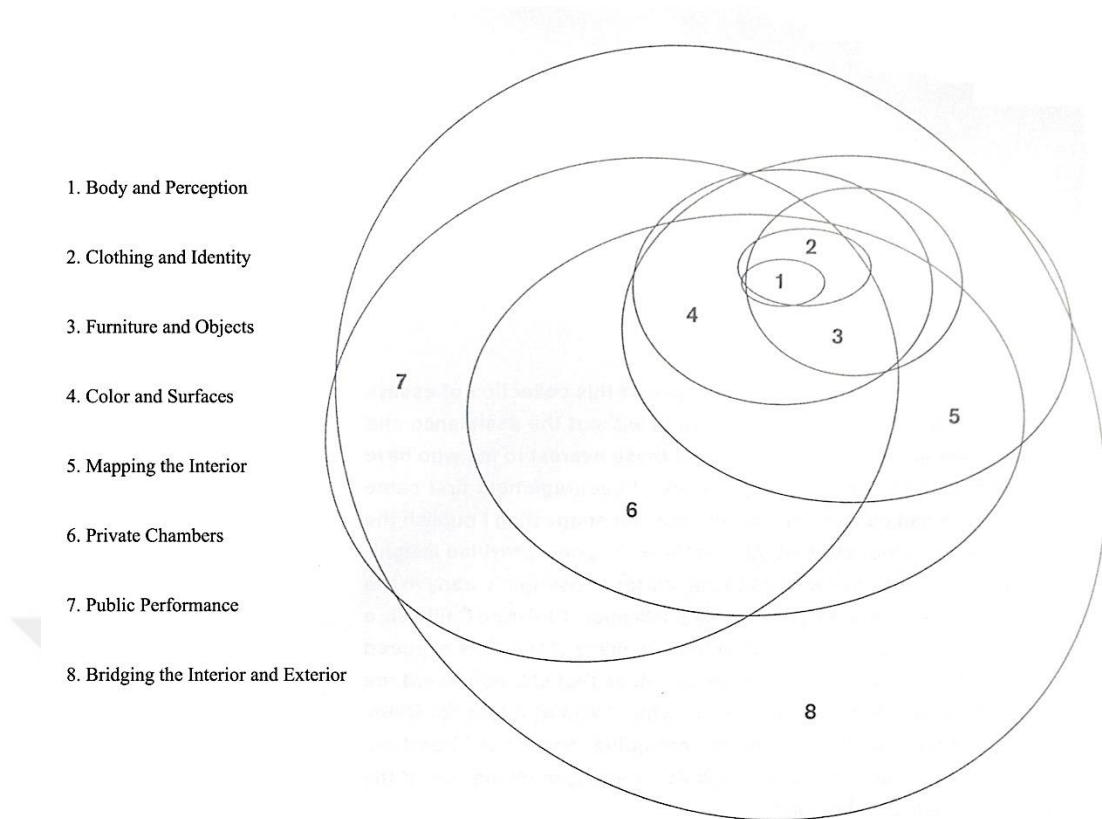 1. Body and Perception
2. Clothing and Identity
3. Furniture and Objects
4. Color and Surfaces
5. Mapping the Interior
6. Private Chambers
7. Public Performance
8. Bridging the Interior and Exterior
2
1
4
3
7
5
6
8